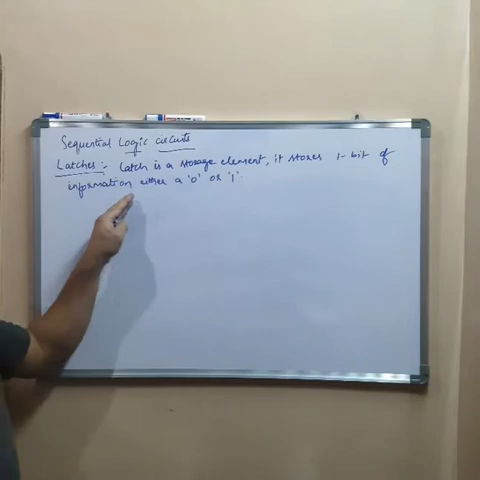 Sequential Logic circuits
Latches :- Latch is a storage element, it stores 1-bit of
information either a '0' or '1'.